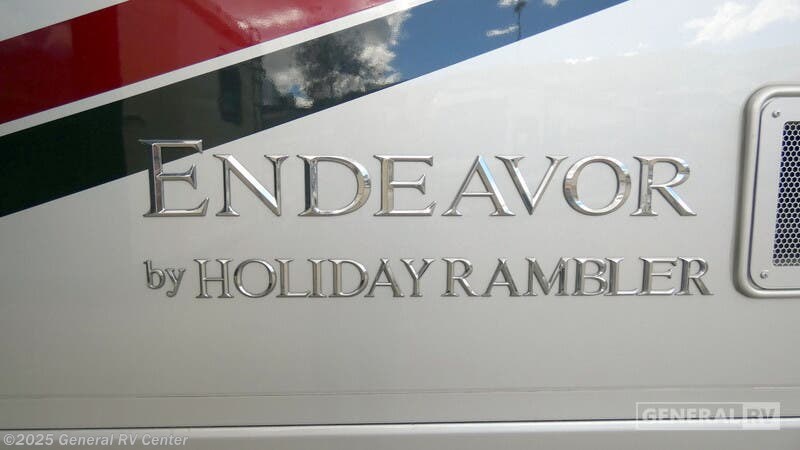 ENDEAVOR
by HOLIDAY RAMBLER
GENERAL RV
©2025 General RV Center